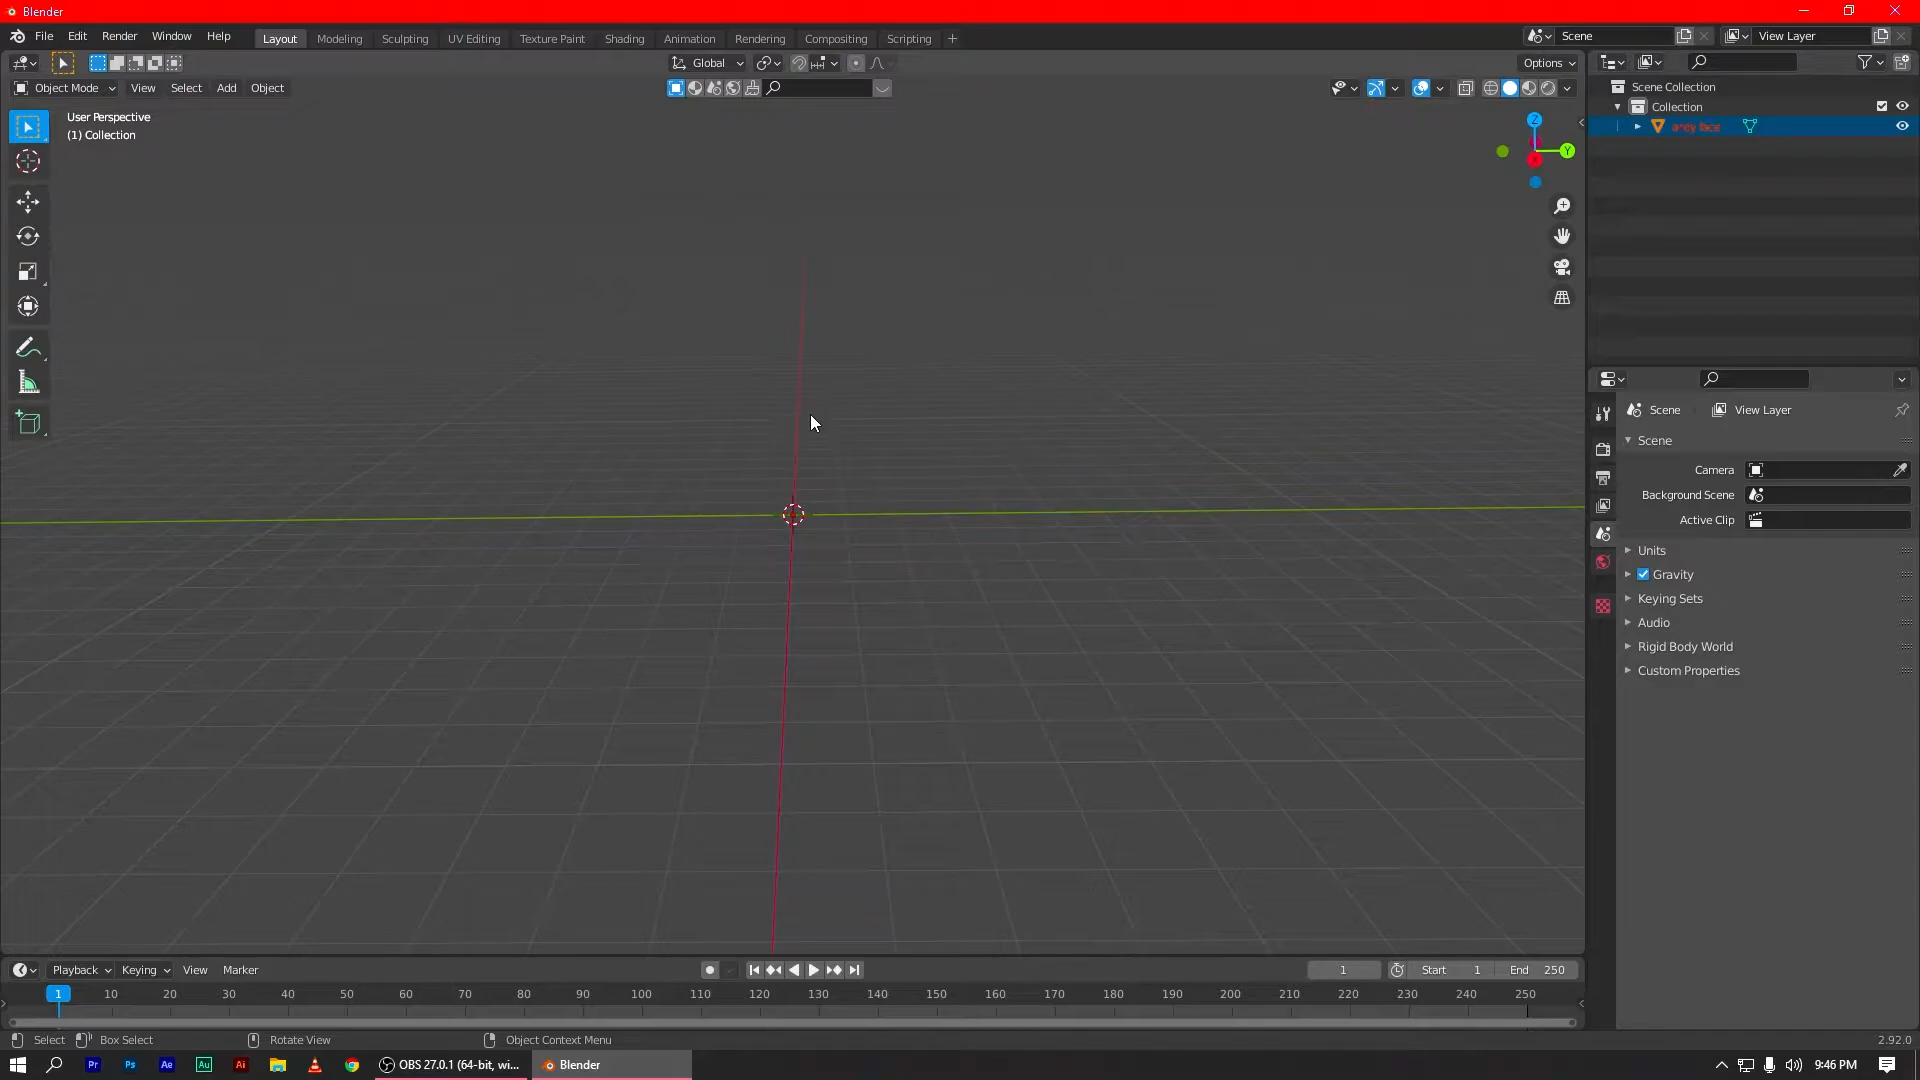 Blender
File Edit Render Window Help
Layout Modeling Sculpting UV Editing Texture Paint Shading Animation Rendering Compositing Scripting
Scene View Layer
Global Options
Object Mode View Select Add Object
User Perspective
(1) Collection
Z
Y
X
Scene Collection
Collection
Scene View Layer
Scene
Camera
Background Scene
Active Clip
Units
Gravity
Keying Sets
Audio
Rigid Body World
Custom Properties
Playback Keying View Marker
1 Start 1 End 250
1 10 20 30 40 50 60 70 80 90 100 110 120 130 140 150 160 170 180 190 200 210 220 230 240 250
Select Box Select Rotate View Object Context Menu 2.92.0
Pr Ps Ae Au Ai OBS 27.0.1 (64-bit, wi... Blender 9:46 PM